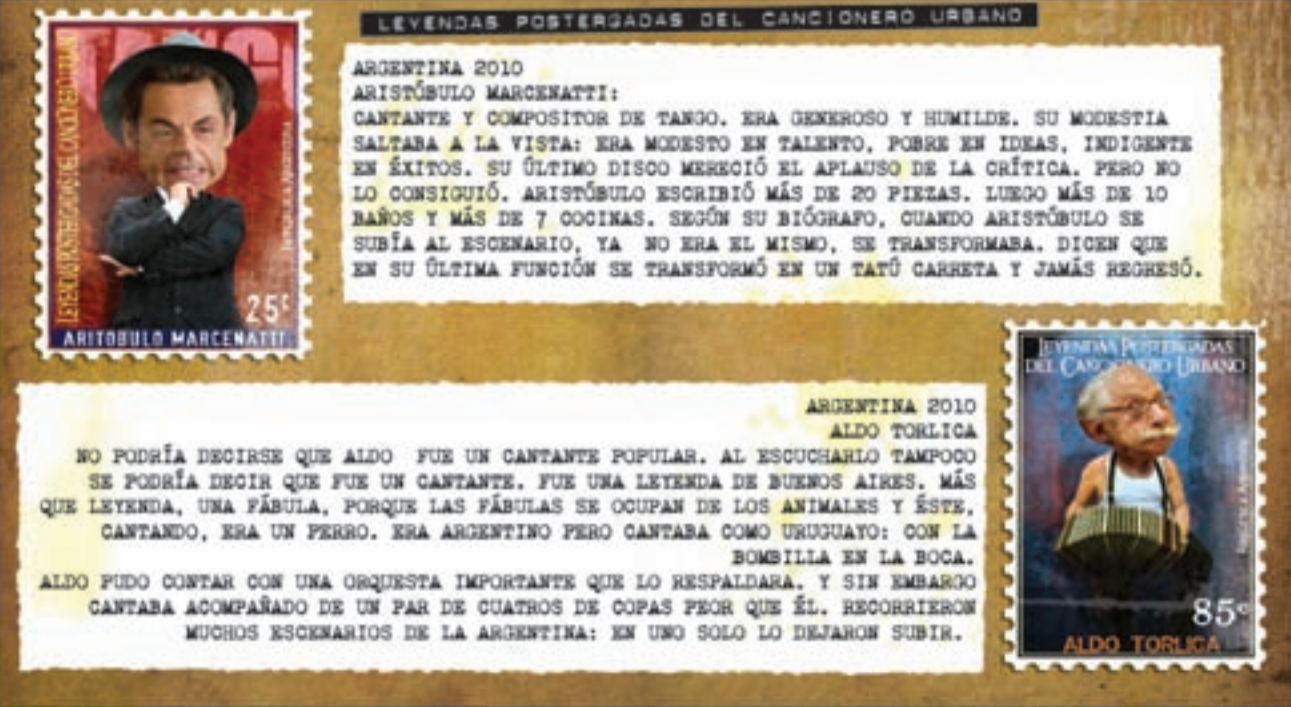 LEYENDAS POSTERGADAS DEL CANCIONERO URBANO
LEYENDAS POSTERGADAS DEL CANCIONERO URBANO
25c
ARITOBULO MARCENATTI
ARGENTINA 2010
ARISTÓBULO MARCENATTI:
CANTANTE Y COMPOSITOR DE TANGO. ERA GENEROSO Y HUMILDE. SU MODESTIA
SALTABA A LA VISTA: ERA MODESTO EN TALENTO, POBRE EN IDEAS, INDIGENTE
EN ÉXITOS. SU ÚLTIMO DISCO MERECIÓ EL APLAUSO DE LA CRÍTICA. PERO NO
LO CONSIGUIÓ. ARISTÓBULO ESCRIBIÓ MÁS DE 20 PIEZAS. LUEGO MÁS DE 10
BAÑOS Y MÁS DE 7 COCINAS. SEGÚN SU BIÓGRAFO, CUANDO ARISTÓBULO SE
SUBÍA AL ESCENARIO, YA NO ERA EL MISMO, SE TRANSFORMABA. DICEN QUE
EN SU ÚLTIMA FUNCIÓN SE TRANSFORMÓ EN UN TATÚ CARRETA Y JAMÁS REGRESÓ.
ARGENTINA 2010
ALDO TORLICA
NO PODRÍA DECIRSE QUE ALDO FUE UN CANTANTE POPULAR. AL ESCUCHARLO TAMPOCO
SE PODRÍA DECIR QUE FUE UN CANTANTE. FUE UNA LEYENDA DE BUENOS AIRES. MÁS
QUE LEYENDA, UNA FÁBULA, PORQUE LAS FÁBULAS SE OCUPAN DE LOS ANIMALES Y ÉSTE,
CANTANDO, ERA UN PERRO. ERA ARGENTINO PERO CANTABA COMO URUGUAYO: CON LA
BOMBILLA EN LA BOCA.
ALDO PUDO CONTAR CON UNA ORQUESTA IMPORTANTE QUE LO RESPALDARA. Y SIN EMBARGO
CANTABA ACOMPAÑADO DE UN PAR DE CUATROS DE COPAS PEOR QUE ÉL. RECORRIERON
MUCHOS ESCENARIOS DE LA ARGENTINA: EN UNO SOLO LO DEJARON SUBIR.
LEYENDAS POSTERGADAS
DEL CANCIONERO URBANO
85c
ALDO TORLICA